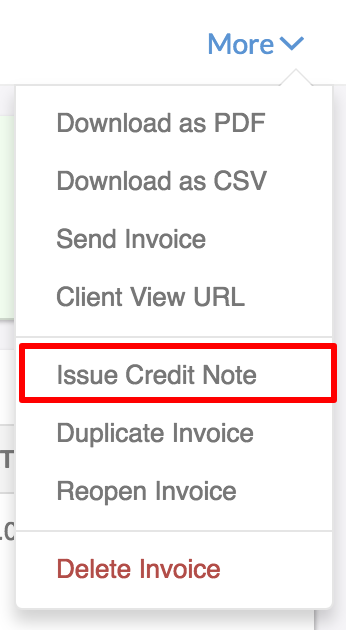 More
Download as PDF
Download as CSV
Send Invoice
Client View URL
Issue Credit Note
Duplicate Invoice
Reopen Invoice
Delete Invoice